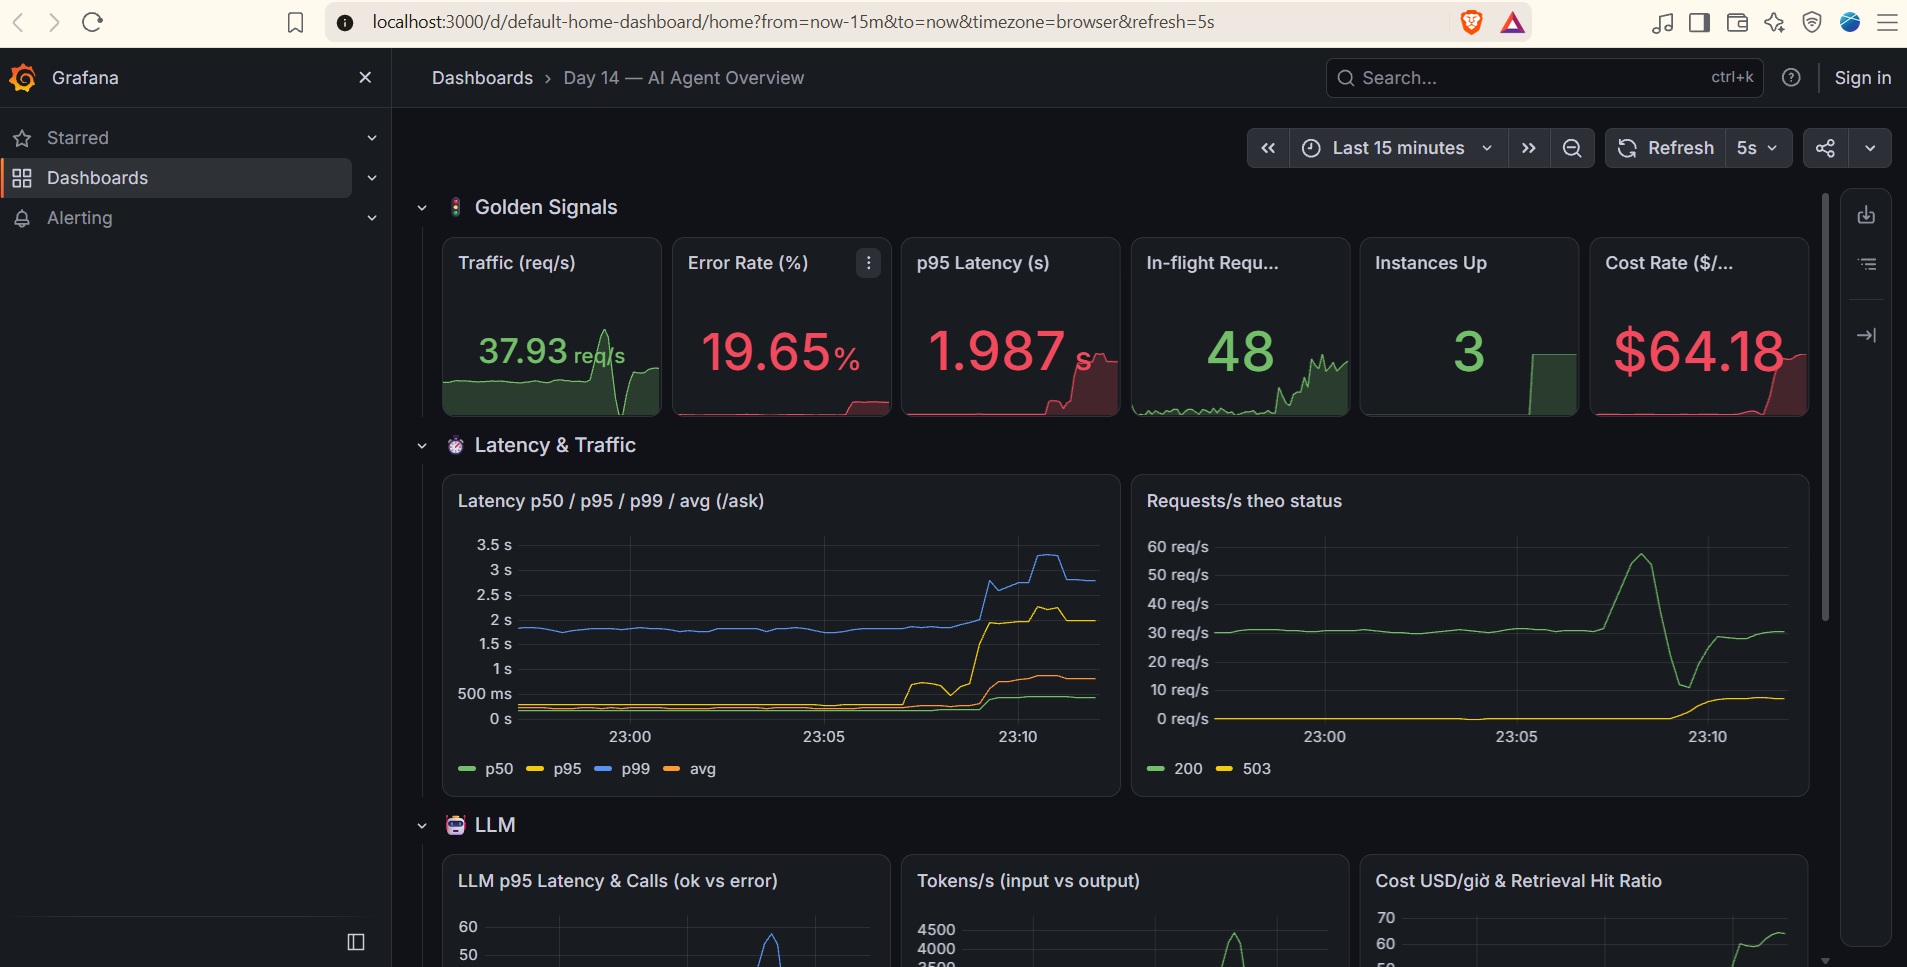 localhost:3000/d/default-home-dashboard/home?from=now-15m&to=now&timezone=browser&refresh=5s
Grafana
Dashboards › Day 14 — AI Agent Overview
Search...
ctrl+k
Sign in
Starred
Dashboards
Alerting
Last 15 minutes
Refresh
5s
Golden Signals
Traffic (req/s)
37.93 req/s
Error Rate (%)
19.65%
p95 Latency (s)
1.987 s
In-flight Requ...
48
Instances Up
3
Cost Rate ($/...
$64.18
Latency & Traffic
Latency p50 / p95 / p99 / avg (/ask)
3.5 s
3 s
2.5 s
2 s
1.5 s
1 s
500 ms
0 s
23:00 23:05 23:10
p50 p95 p99 avg
Requests/s theo status
60 req/s
50 req/s
40 req/s
30 req/s
20 req/s
10 req/s
0 req/s
23:00 23:05 23:10
200 503
LLM
LLM p95 Latency & Calls (ok vs error)
60
50
Tokens/s (input vs output)
4500
4000
3500
Cost USD/giờ & Retrieval Hit Ratio
70
60
50